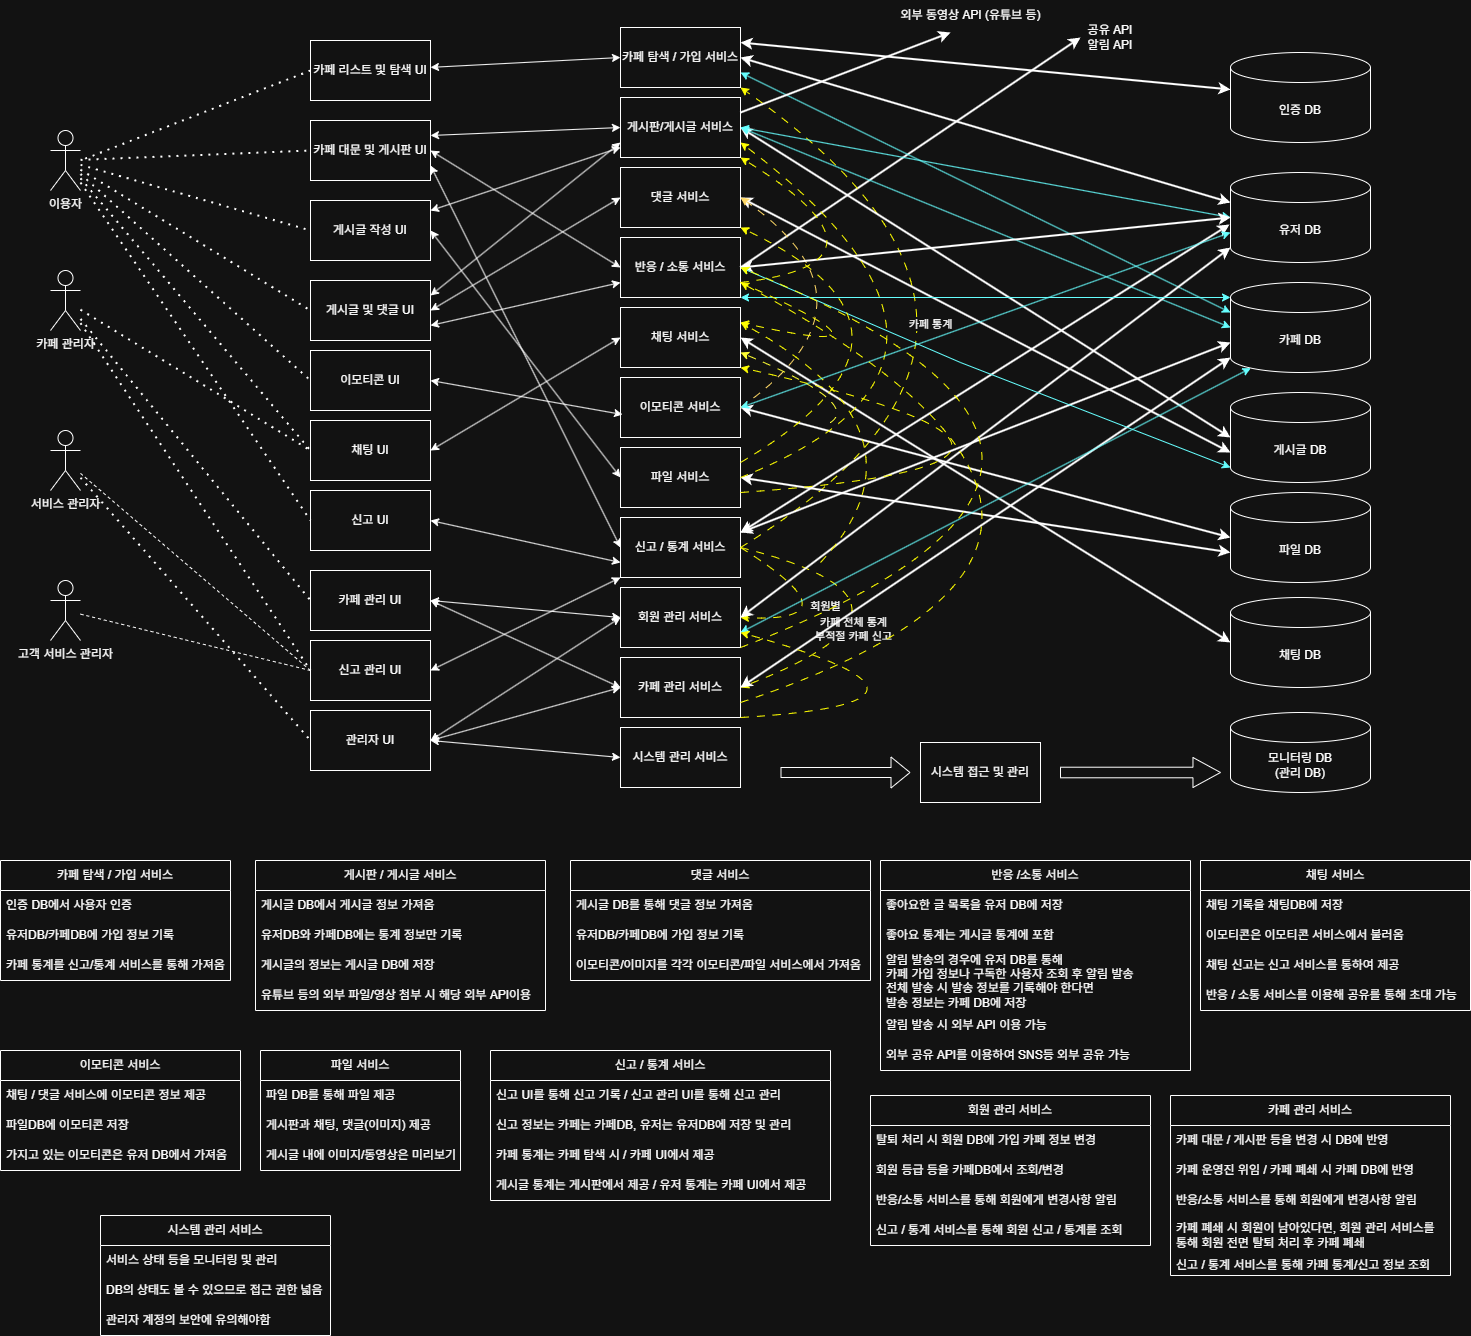 외부 동영상 API (유튜브 등)
공유 API
알림 API
이용자
카페 관리자
서비스 관리자
고객 서비스 관리자
카페 리스트 및 탐색 UI
카페 대문 및 게시판 UI
게시글 작성 UI
게시글 및 댓글 UI
이모티콘 UI
채팅 UI
신고 UI
카페 관리 UI
신고 관리 UI
관리자 UI
카페 탐색 / 가입 서비스
게시판/게시글 서비스
댓글 서비스
반응 / 소통 서비스
채팅 서비스
이모티콘 서비스
파일 서비스
신고 / 통계 서비스
회원 관리 서비스
카페 관리 서비스
시스템 관리 서비스
카페 통계
회원별
카페 전체 통계
부적절 카페 신고
시스템 접근 및 관리
인증 DB
유저 DB
카페 DB
게시글 DB
파일 DB
채팅 DB
모니터링 DB
(관리 DB)
카페 탐색 / 가입 서비스
인증 DB에서 사용자 인증
유저DB/카페DB에 가입 정보 기록
카페 통계를 신고/통계 서비스를 통해 가져옴
게시판 / 게시글 서비스
게시글 DB에서 게시글 정보 가져옴
유저DB와 카페DB에는 통계 정보만 기록
게시글의 정보는 게시글 DB에 저장
유튜브 등의 외부 파일/영상 첨부 시 해당 외부 API이용
댓글 서비스
게시글 DB를 통해 댓글 정보 가져옴
유저DB/카페DB에 가입 정보 기록
이모티콘/이미지를 각각 이모티콘/파일 서비스에서 가져옴
반응 /소통 서비스
좋아요한 글 목록을 유저 DB에 저장
좋아요 통계는 게시글 통계에 포함
알림 발송의 경우에 유저 DB를 통해
카페 가입 정보나 구독한 사용자 조회 후 알림 발송
전체 발송 시 발송 정보를 기록해야 한다면
발송 정보는 카페 DB에 저장
알림 발송 시 외부 API 이용 가능
외부 공유 API를 이용하여 SNS등 외부 공유 가능
채팅 서비스
채팅 기록을 채팅DB에 저장
이모티콘은 이모티콘 서비스에서 불러옴
채팅 신고는 신고 서비스를 통하여 제공
반응 / 소통 서비스를 이용해 공유를 통해 초대 가능
이모티콘 서비스
채팅 / 댓글 서비스에 이모티콘 정보 제공
파일DB에 이모티콘 저장
가지고 있는 이모티콘은 유저 DB에서 가져옴
파일 서비스
파일 DB를 통해 파일 제공
게시판과 채팅, 댓글(이미지) 제공
게시글 내에 이미지/동영상은 미리보기
신고 / 통계 서비스
신고 UI를 통해 신고 기록 / 신고 관리 UI를 통해 신고 관리
신고 정보는 카페는 카페DB, 유저는 유저DB에 저장 및 관리
카페 통계는 카페 탐색 시 / 카페 UI에서 제공
게시글 통계는 게시판에서 제공 / 유저 통계는 카페 UI에서 제공
회원 관리 서비스
탈퇴 처리 시 회원 DB에 가입 카페 정보 변경
회원 등급 등을 카페DB에서 조회/변경
반응/소통 서비스를 통해 회원에게 변경사항 알림
신고 / 통계 서비스를 통해 회원 신고 / 통계를 조회
카페 관리 서비스
카페 대문 / 게시판 등을 변경 시 DB에 반영
카페 운영진 위임 / 카페 폐쇄 시 카페 DB에 반영
반응/소통 서비스를 통해 회원에게 변경사항 알림
카페 폐쇄 시 회원이 남아있다면, 회원 관리 서비스를
통해 회원 전면 탈퇴 처리 후 카페 폐쇄
신고 / 통계 서비스를 통해 카페 통계/신고 정보 조회
시스템 관리 서비스
서비스 상태 등을 모니터링 및 관리
DB의 상태도 볼 수 있으므로 접근 권한 넓음
관리자 계정의 보안에 유의해야함